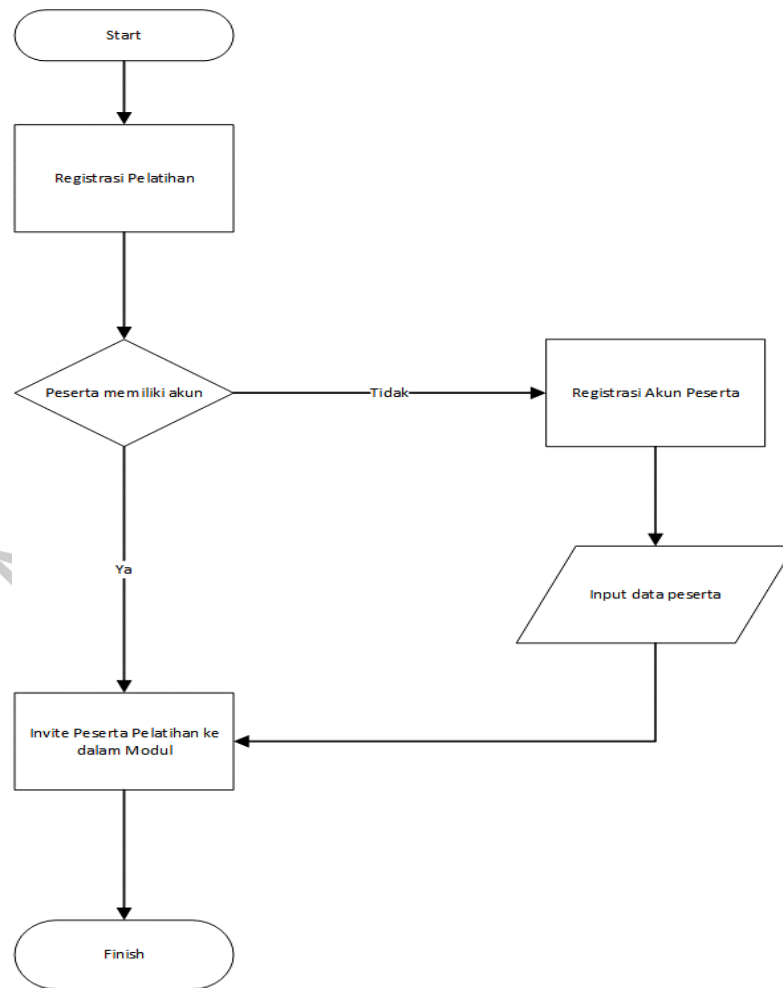 Start
Registrasi Pelatihan
Peserta memiliki akun
Tidak
Registrasi Akun Peserta
Ya
Input data peserta
Invite Peserta Pelatihan ke
dalam Modul
Finish